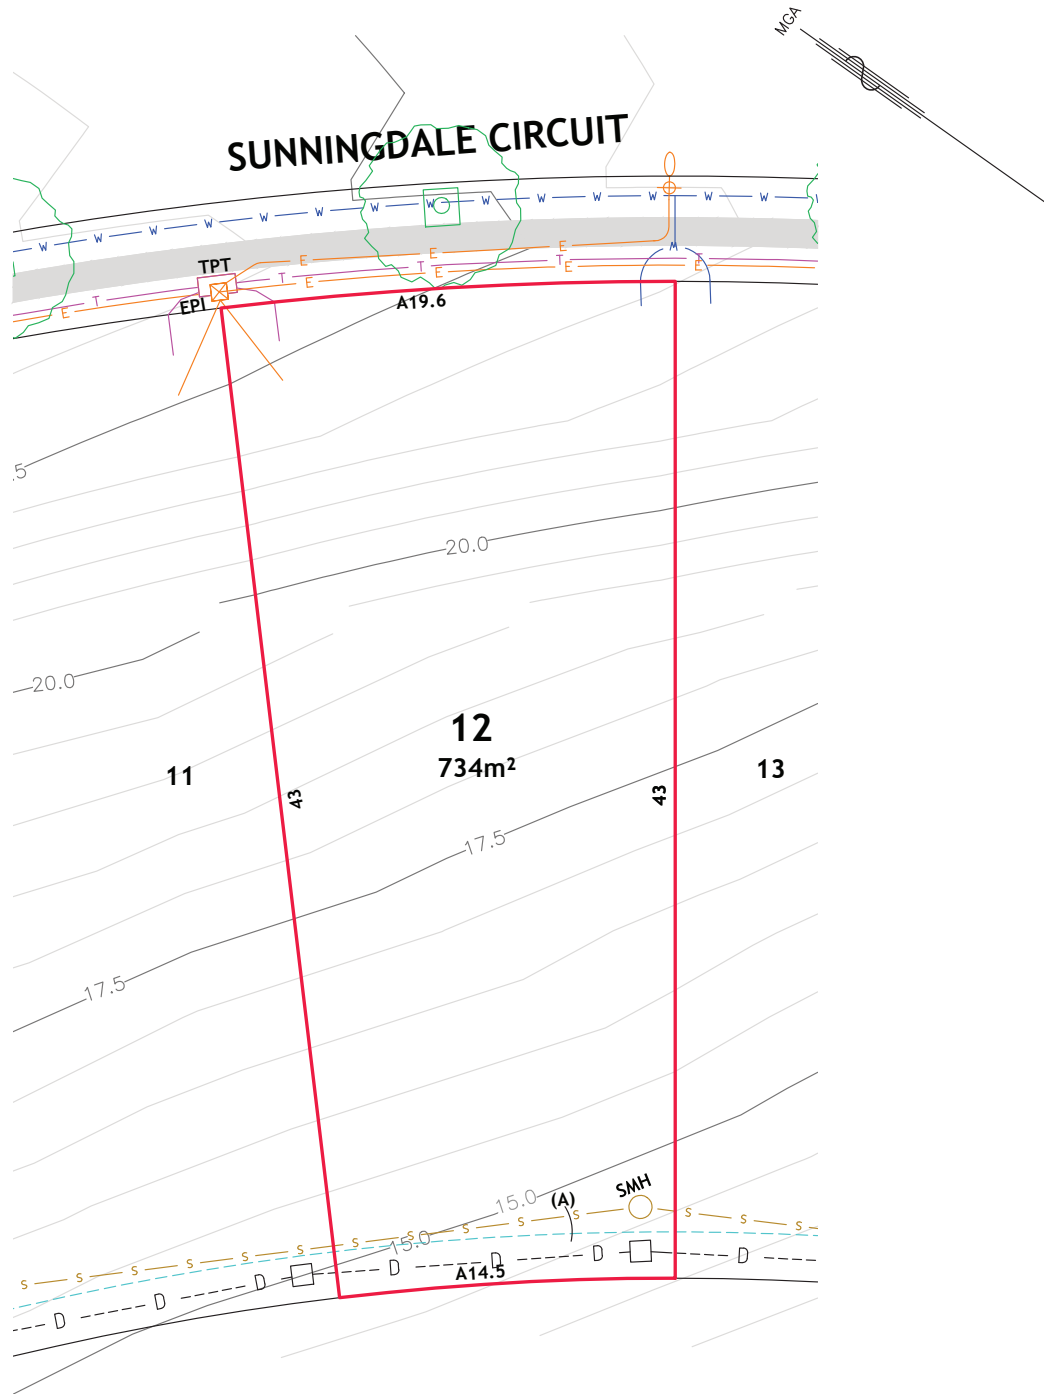 MGA
SUNNINGDALE CIRCUIT
W W W W W W W W W W W W W W
M
TPT
E E E
T T T T T
E E E E E
EPI
A19.6
.5
20.0
20.0
12
734m²
11
13
43
43
17.5
17.5
15.0
(A)
SMH
S S S S S S S S S S S S S S
15.0
D D D D D D D
A14.5